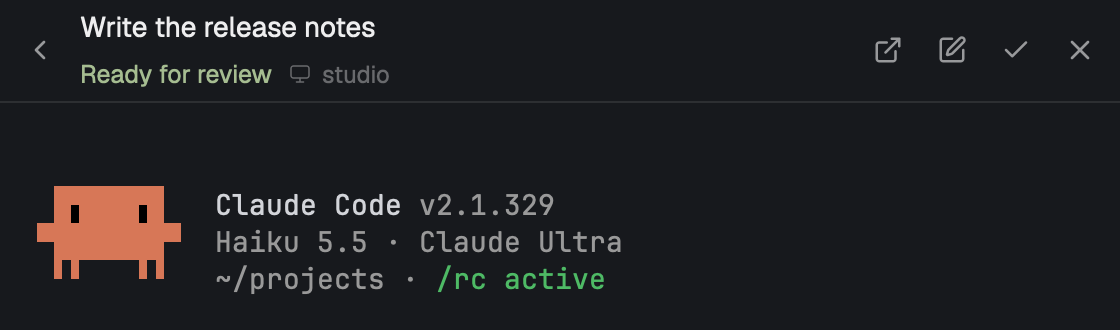 Write the release notes
Ready for review studio
Claude Code v2.1.329
Haiku 5.5 · Claude Ultra
~/projects · /rc active